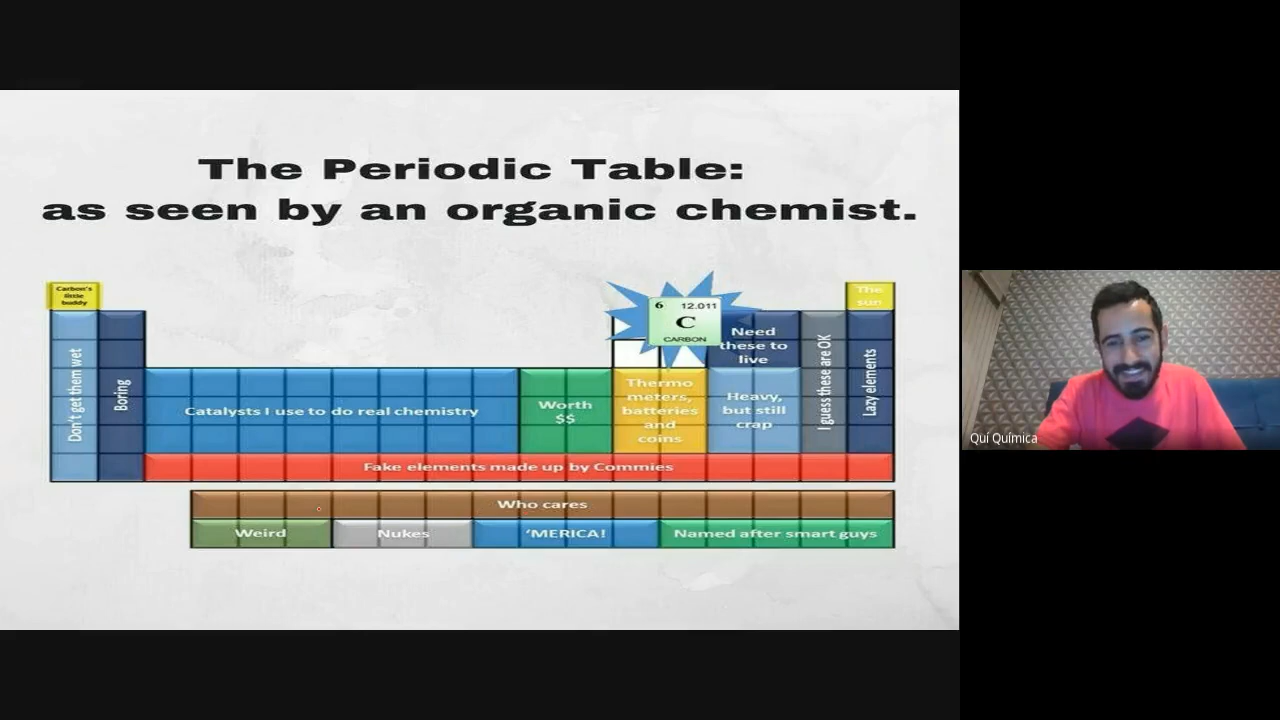 The Periodic Table:
as seen by an organic chemist.
Carbon's
little
buddy
6 12.011
C
CARBON
The
sun
Don't get them wet
Boring
Catalysts I use to do real chemistry
Worth
$$
Thermo
meters,
batteries
and
coins
Need
these to
live
Heavy,
but still
crap
I guess these are OK
Lazy elements
Fake elements made up by Commies
Who cares
Weird
Nukes
‘MERICA!
Named after smart guys
Quí Química